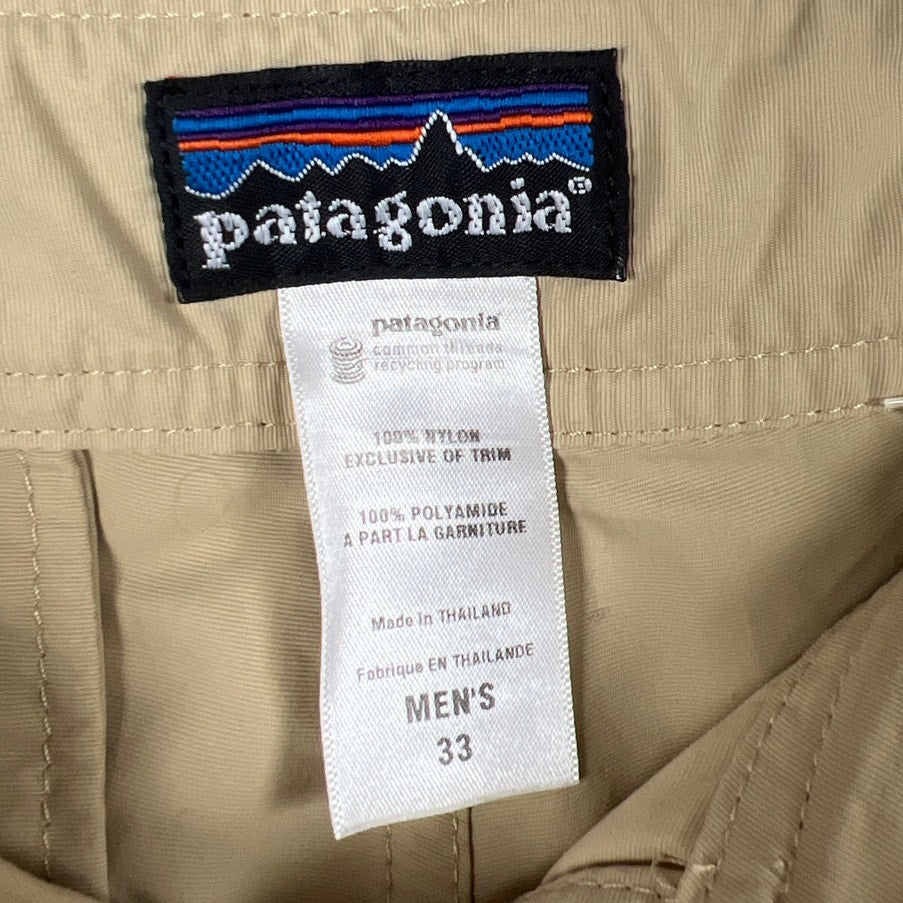 patagonia®
patagonia
common threads
recycling program
100% NYLON
EXCLUSIVE OF TRIM
100% POLYAMIDE
A PART LA GARNITURE
Made in THAILAND
Fabrique EN THAILANDE
MEN'S
33